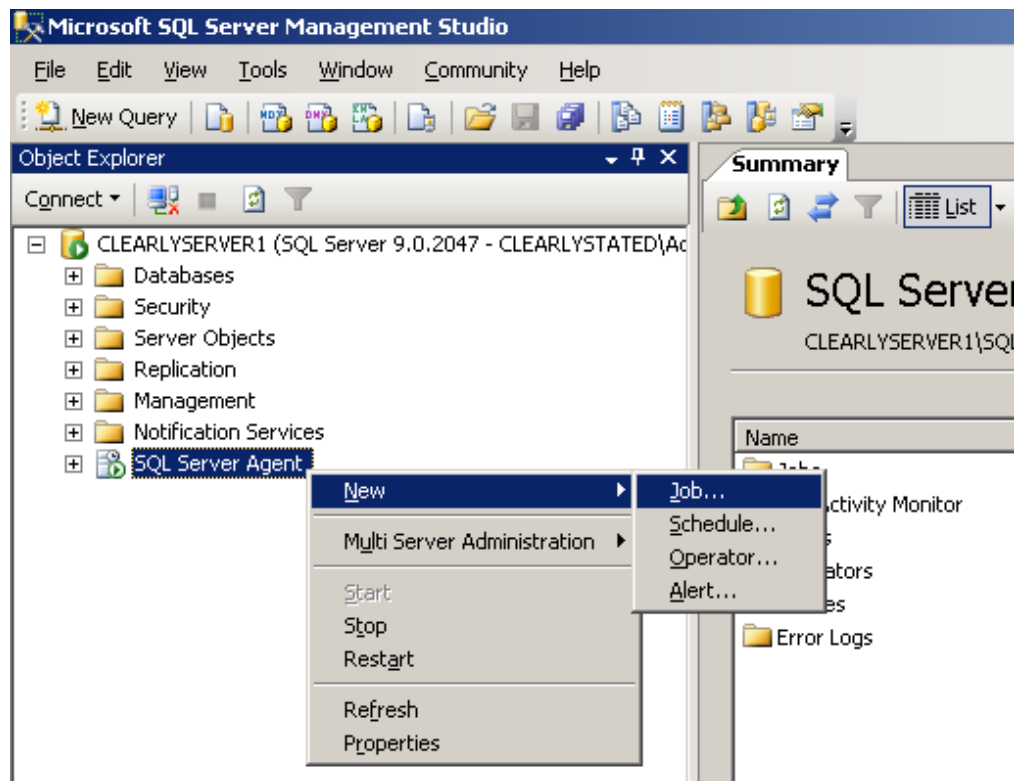 Microsoft SQL Server Management Studio
File Edit View Tools Window Community Help
New Query
Object Explorer
Summary
Connect
List
CLEARLYSERVER1 (SQL Server 9.0.2047 - CLEARLYSTATED\Ad
Databases
Security
Server Objects
Replication
Management
Notification Services
SQL Server Agent
SQL Server
CLEARLYSERVER1\SQL
Name
New
Multi Server Administration
Start
Stop
Restart
Refresh
Properties
Job...
Schedule...
Operator...
Alert...
Activity Monitor
ators
es
Error Logs